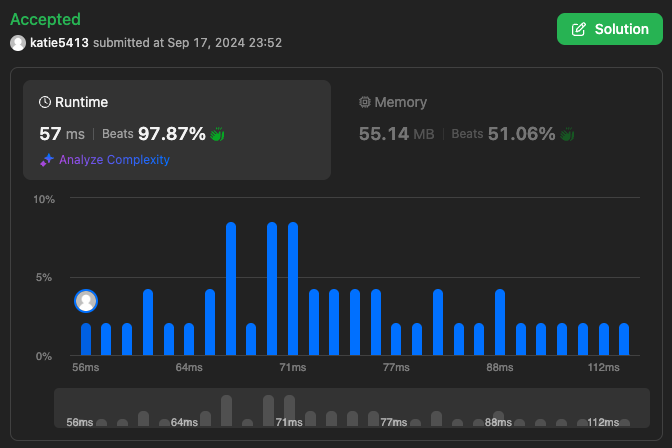 Accepted
katie5413 submitted at Sep 17, 2024 23:52
Solution
Runtime
57 ms | Beats 97.87%
Analyze Complexity
Memory
55.14 MB | Beats 51.06%
10%
5%
0%
56ms 64ms 71ms 77ms 88ms 112ms
56ms 64ms 71ms 77ms 88ms 112ms